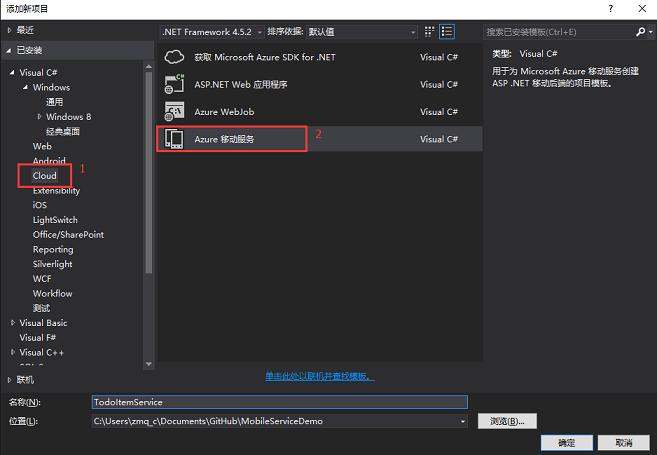 添加新项目
? ×
最近
.NET Framework 4.5.2 排序依据: 默认值
搜索已安装模板(Ctrl+E)
已安装
Visual C#
Windows
通用
Windows 8
经典桌面
Web
Android
Cloud
1
Extensibility
iOS
LightSwitch
Office/SharePoint
Reporting
Silverlight
WCF
Workflow
测试
Visual Basic
Visual F#
Visual C++
联机
获取 Microsoft Azure SDK for .NET Visual C#
ASP.NET Web 应用程序 Visual C#
Azure WebJob Visual C#
Azure 移动服务 2 Visual C#
类型: Visual C#
用于为 Microsoft Azure 移动服务创建
ASP .NET 移动后端的项目模板。
单击此处以联机并查找模板。
名称(N): TodoItemService
位置(L): C:\Users\zmq_c\Documents\GitHub\MobileServiceDemo 浏览(B)...
确定 取消